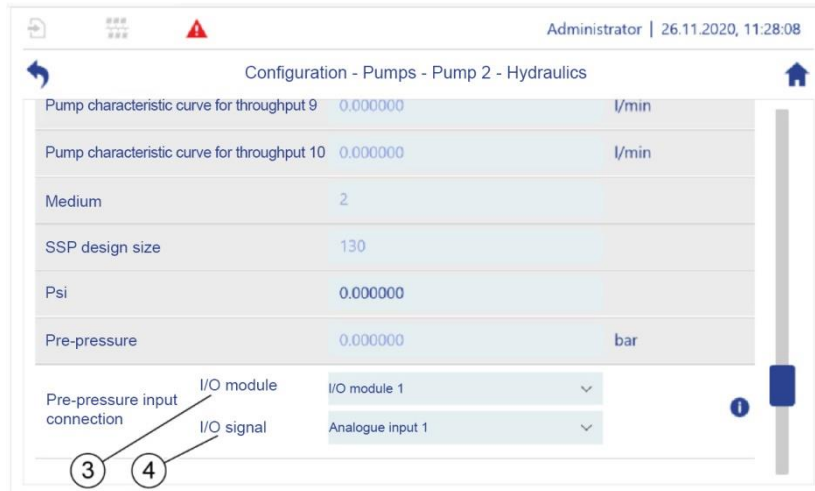 Administrator | 26.11.2020, 11:28:08
Configuration - Pumps - Pump 2 - Hydraulics
Pump characteristic curve for throughput 9 0.000000 l/min
Pump characteristic curve for throughput 10 0.000000 l/min
Medium 2
SSP design size 130
Psi 0.000000
Pre-pressure 0.000000 bar
Pre-pressure input connection
I/O module I/O module 1
I/O signal Analogue input 1
3 4